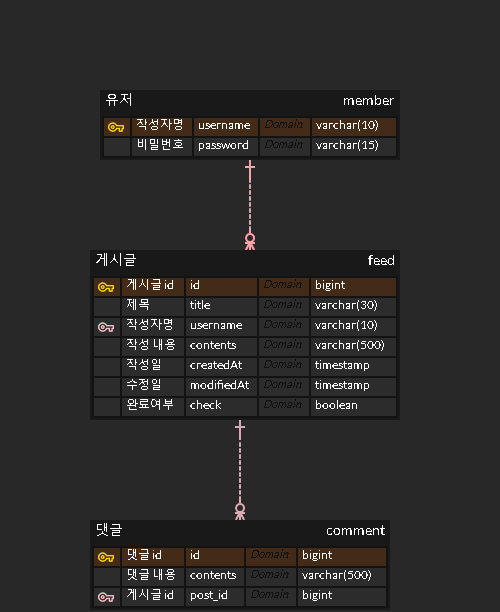 유저 member
작성자명 username Domain varchar(10)
비밀번호 password Domain varchar(15)
게시글 feed
게시글 id id Domain bigint
제목 title Domain varchar(30)
작성자명 username Domain varchar(10)
작성 내용 contents Domain varchar(500)
작성일 createdAt Domain timestamp
수정일 modifiedAt Domain timestamp
완료여부 check Domain boolean
댓글 comment
댓글 id id Domain bigint
댓글 내용 contents Domain varchar(500)
게시글 id post_id Domain bigint